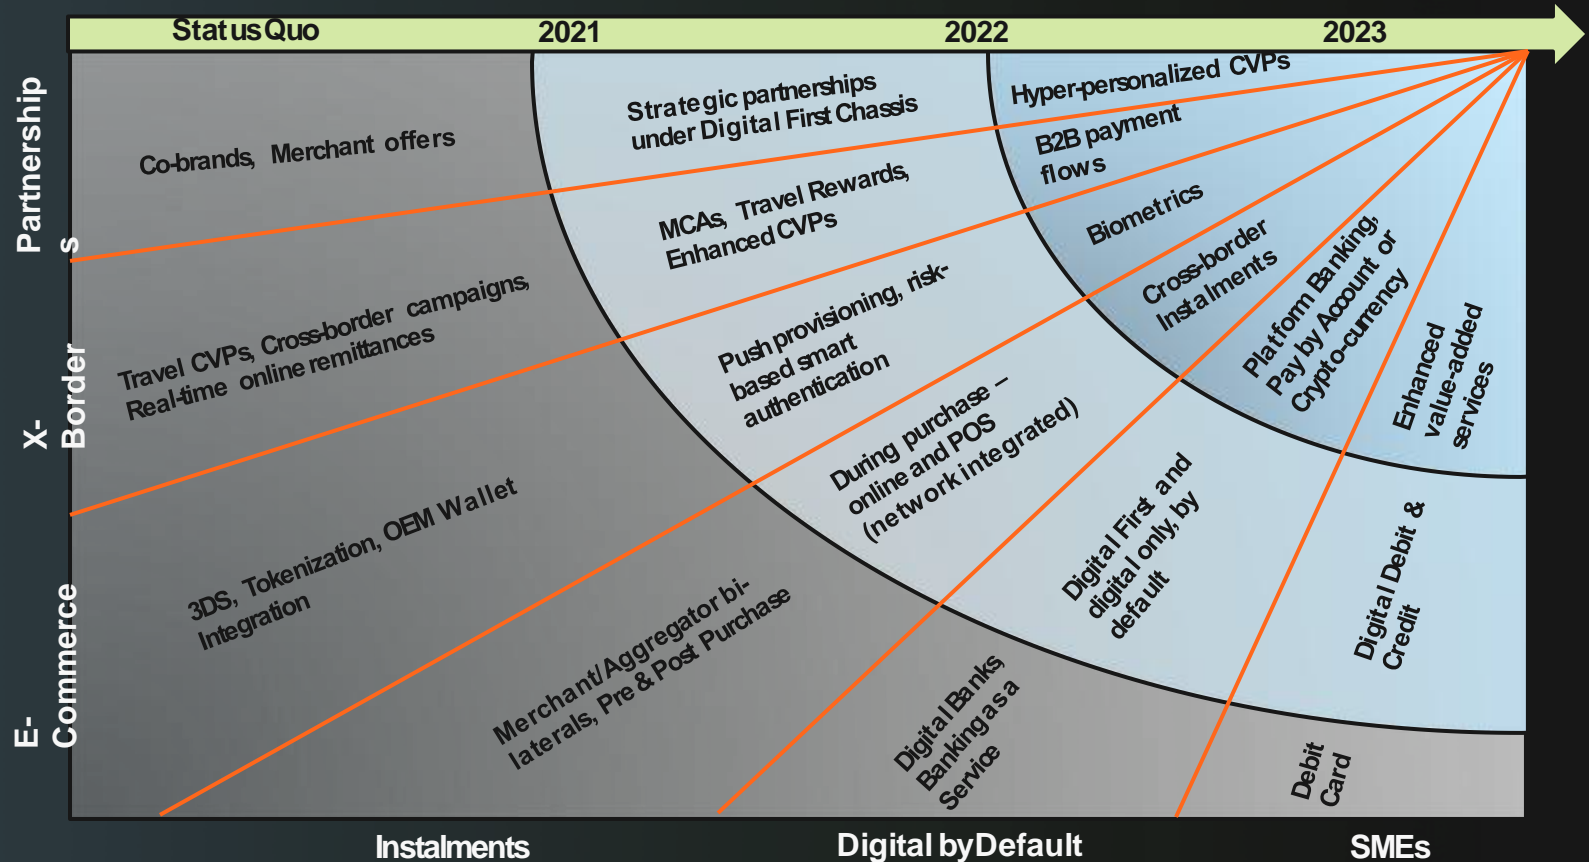 Status Quo
2021
2022
2023
Partnership
s
Co-brands, Merchant offers
Strategic partnerships
under Digital First Chassis
Hyper-personalized CVPs
X-
Border
Travel CVPs, Cross-border campaigns,
Real-time online remittances
MCAs, Travel Rewards,
Enhanced CVPs
B2B payment
flows
E-
Commerce
3DS, Tokenization, OEM Wallet
Integration
Push provisioning, risk-
based smart
authentication
Biometrics
Merchant/Aggregator bi-
laterals, Pre & Post Purchase
During purchase –
online and POS
(network integrated)
Cross-border
Instalments
Digital Banks,
Banking as a
Service
Digital First and
digital only, by
default
Platform Banking,
Pay by Account or
Crypto-currency
Debit
Card
Digital Debit &
Credit
Enhanced
value-added
services
Instalments
Digital by Default
SMEs